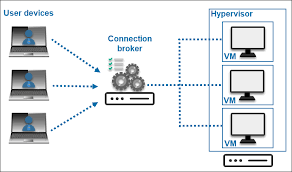 User devices
Connection
broker
Hypervisor
VM
VM
VM